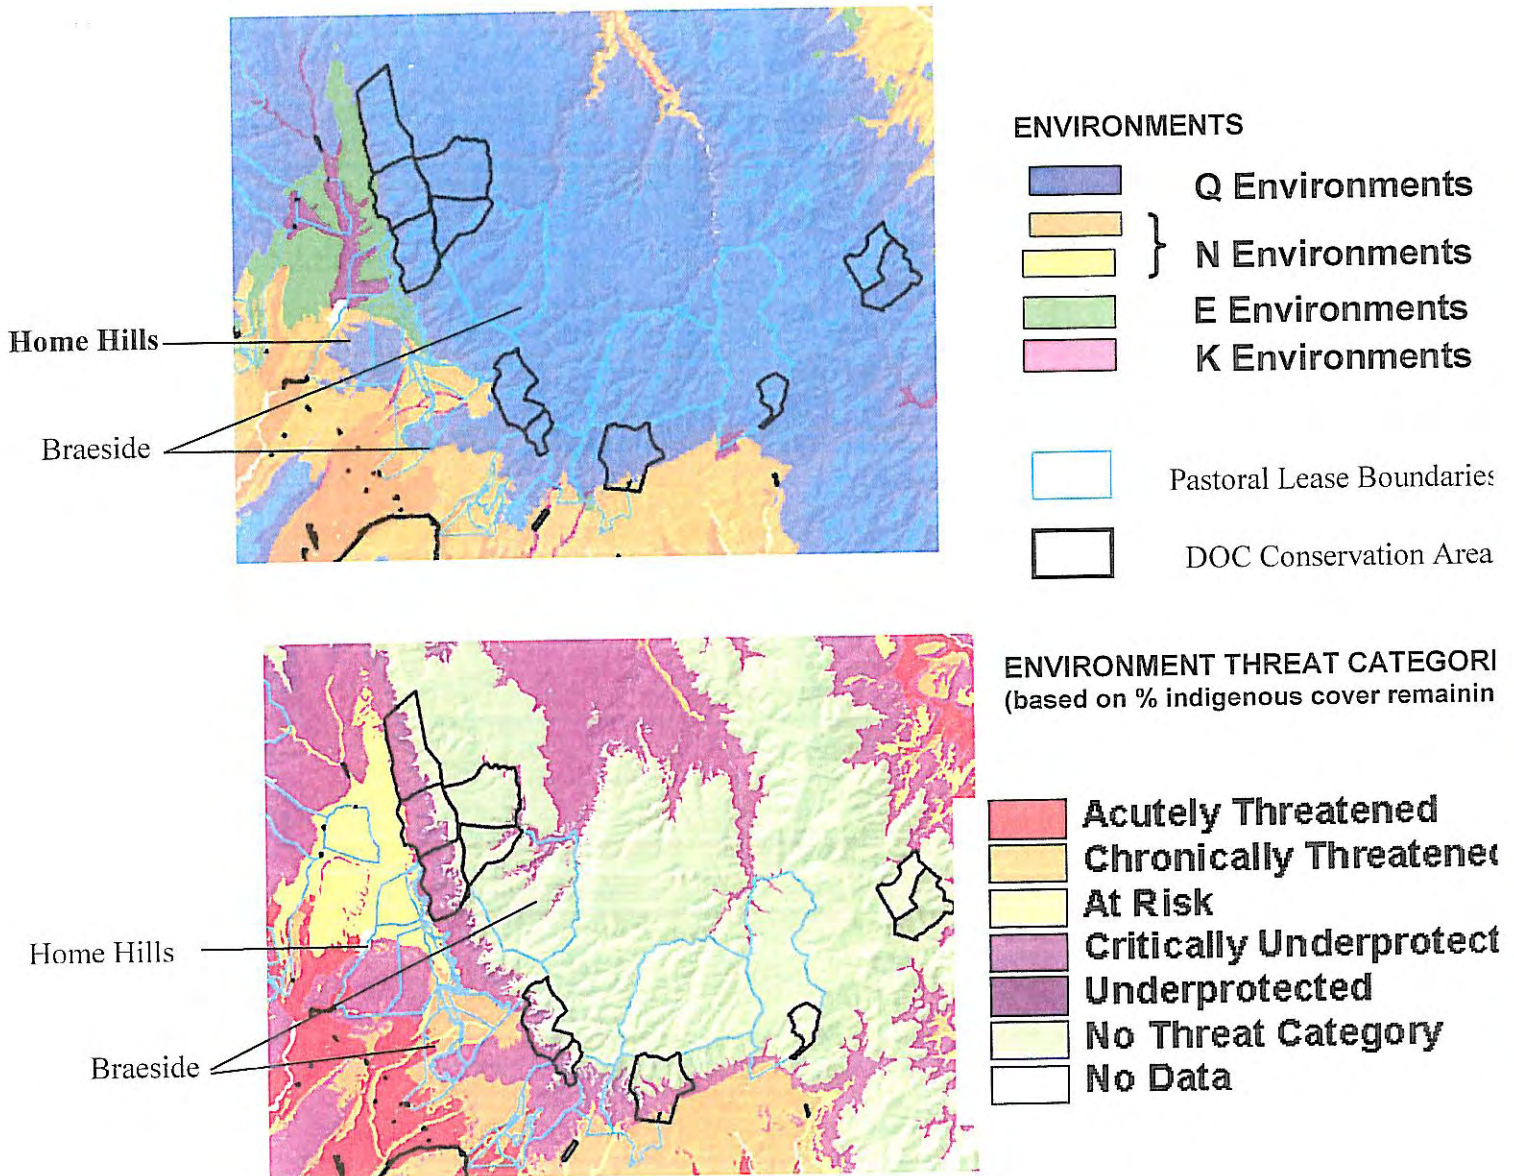 ENVIRONMENTS
Q Environments
N Environments
E Environments
K Environments
Home Hills
Braeside
Pastoral Lease Boundaries
DOC Conservation Area
ENVIRONMENT THREAT CATEGORI
(based on % indigenous cover remainin
Acutely Threatened
Chronically Threatened
At Risk
Critically Underprotect
Underprotected
No Threat Category
No Data
Home Hills
Braeside